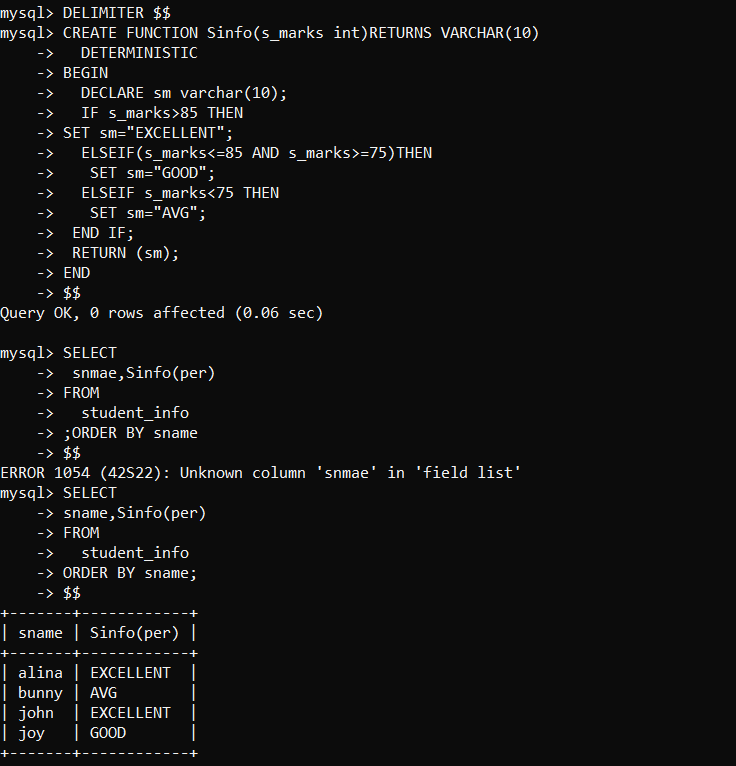 mysql> DELIMITER $$
mysql> CREATE FUNCTION Sinfo(s_marks int)RETURNS VARCHAR(10)
    ->   DETERMINISTIC
    -> BEGIN
    ->   DECLARE sm varchar(10);
    ->   IF s_marks>85 THEN
    -> SET sm="EXCELLENT";
    ->   ELSEIF(s_marks<=85 AND s_marks>=75)THEN
    ->    SET sm="GOOD";
    ->   ELSEIF s_marks<75 THEN
    ->    SET sm="AVG";
    ->  END IF;
    ->  RETURN (sm);
    -> END
    -> $$
Query OK, 0 rows affected (0.06 sec)

mysql> SELECT
    ->  snmae,Sinfo(per)
    -> FROM
    ->   student_info
    -> ;ORDER BY sname
    -> $$
ERROR 1054 (42S22): Unknown column 'snmae' in 'field list'
mysql> SELECT
    -> sname,Sinfo(per)
    -> FROM
    ->   student_info
    -> ORDER BY sname;
    -> $$
+-------+------------+
| sname | Sinfo(per) |
+-------+------------+
| alina | EXCELLENT  |
| bunny | AVG        |
| john  | EXCELLENT  |
| joy   | GOOD       |
+-------+------------+